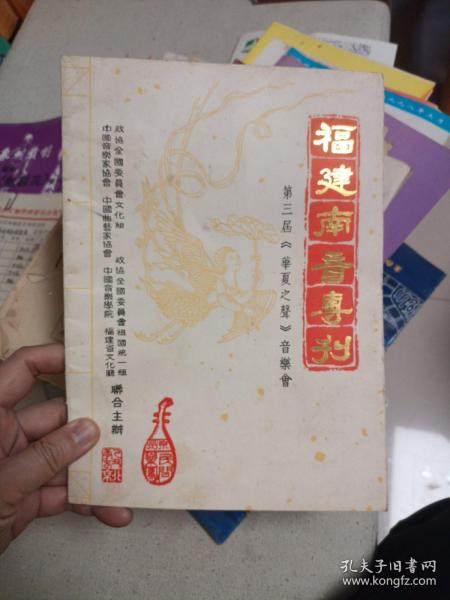 福建南音專刊
第三届《華夏之聲》音樂會
政協全國委員會文化組 政協全國委員會祖國統一組
中國音樂家協會 中國曲藝家協會 中國音樂學院 福建省文化廳
聯合主辦
孔夫子旧书网
www.kongfz.com